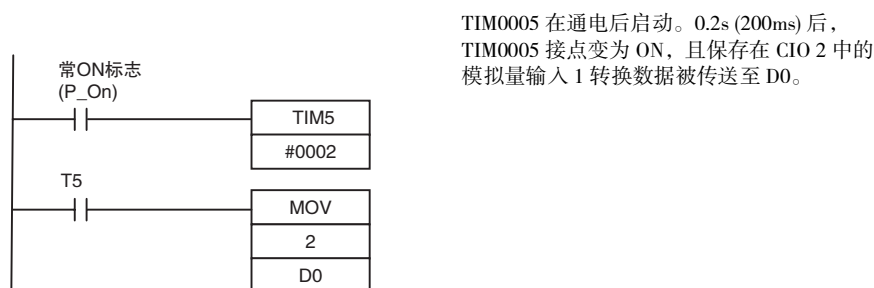 TIM0005 在通电后启动。0.2s (200ms) 后,
TIM0005 接点变为 ON, 且保存在 CIO 2 中的
模拟量输入 1 转换数据被传送至 D0。
常ON标志
(P_On)
TIM5
#0002
T5
MOV
2
D0